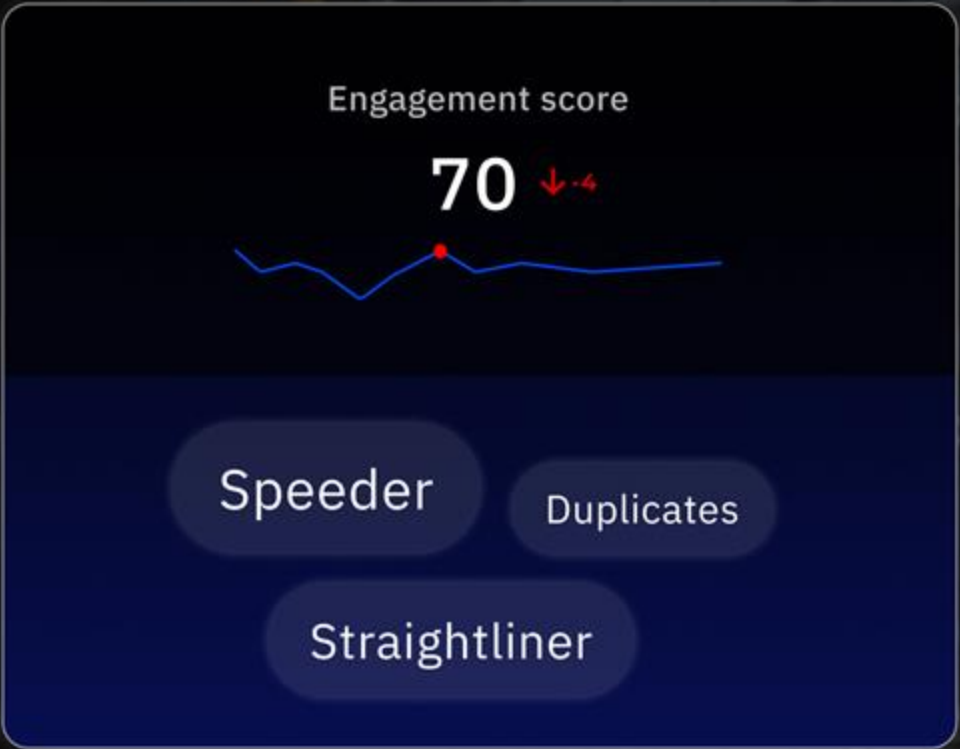 Engagement score
70 ↓-4
Speeder
Duplicates
Straightliner